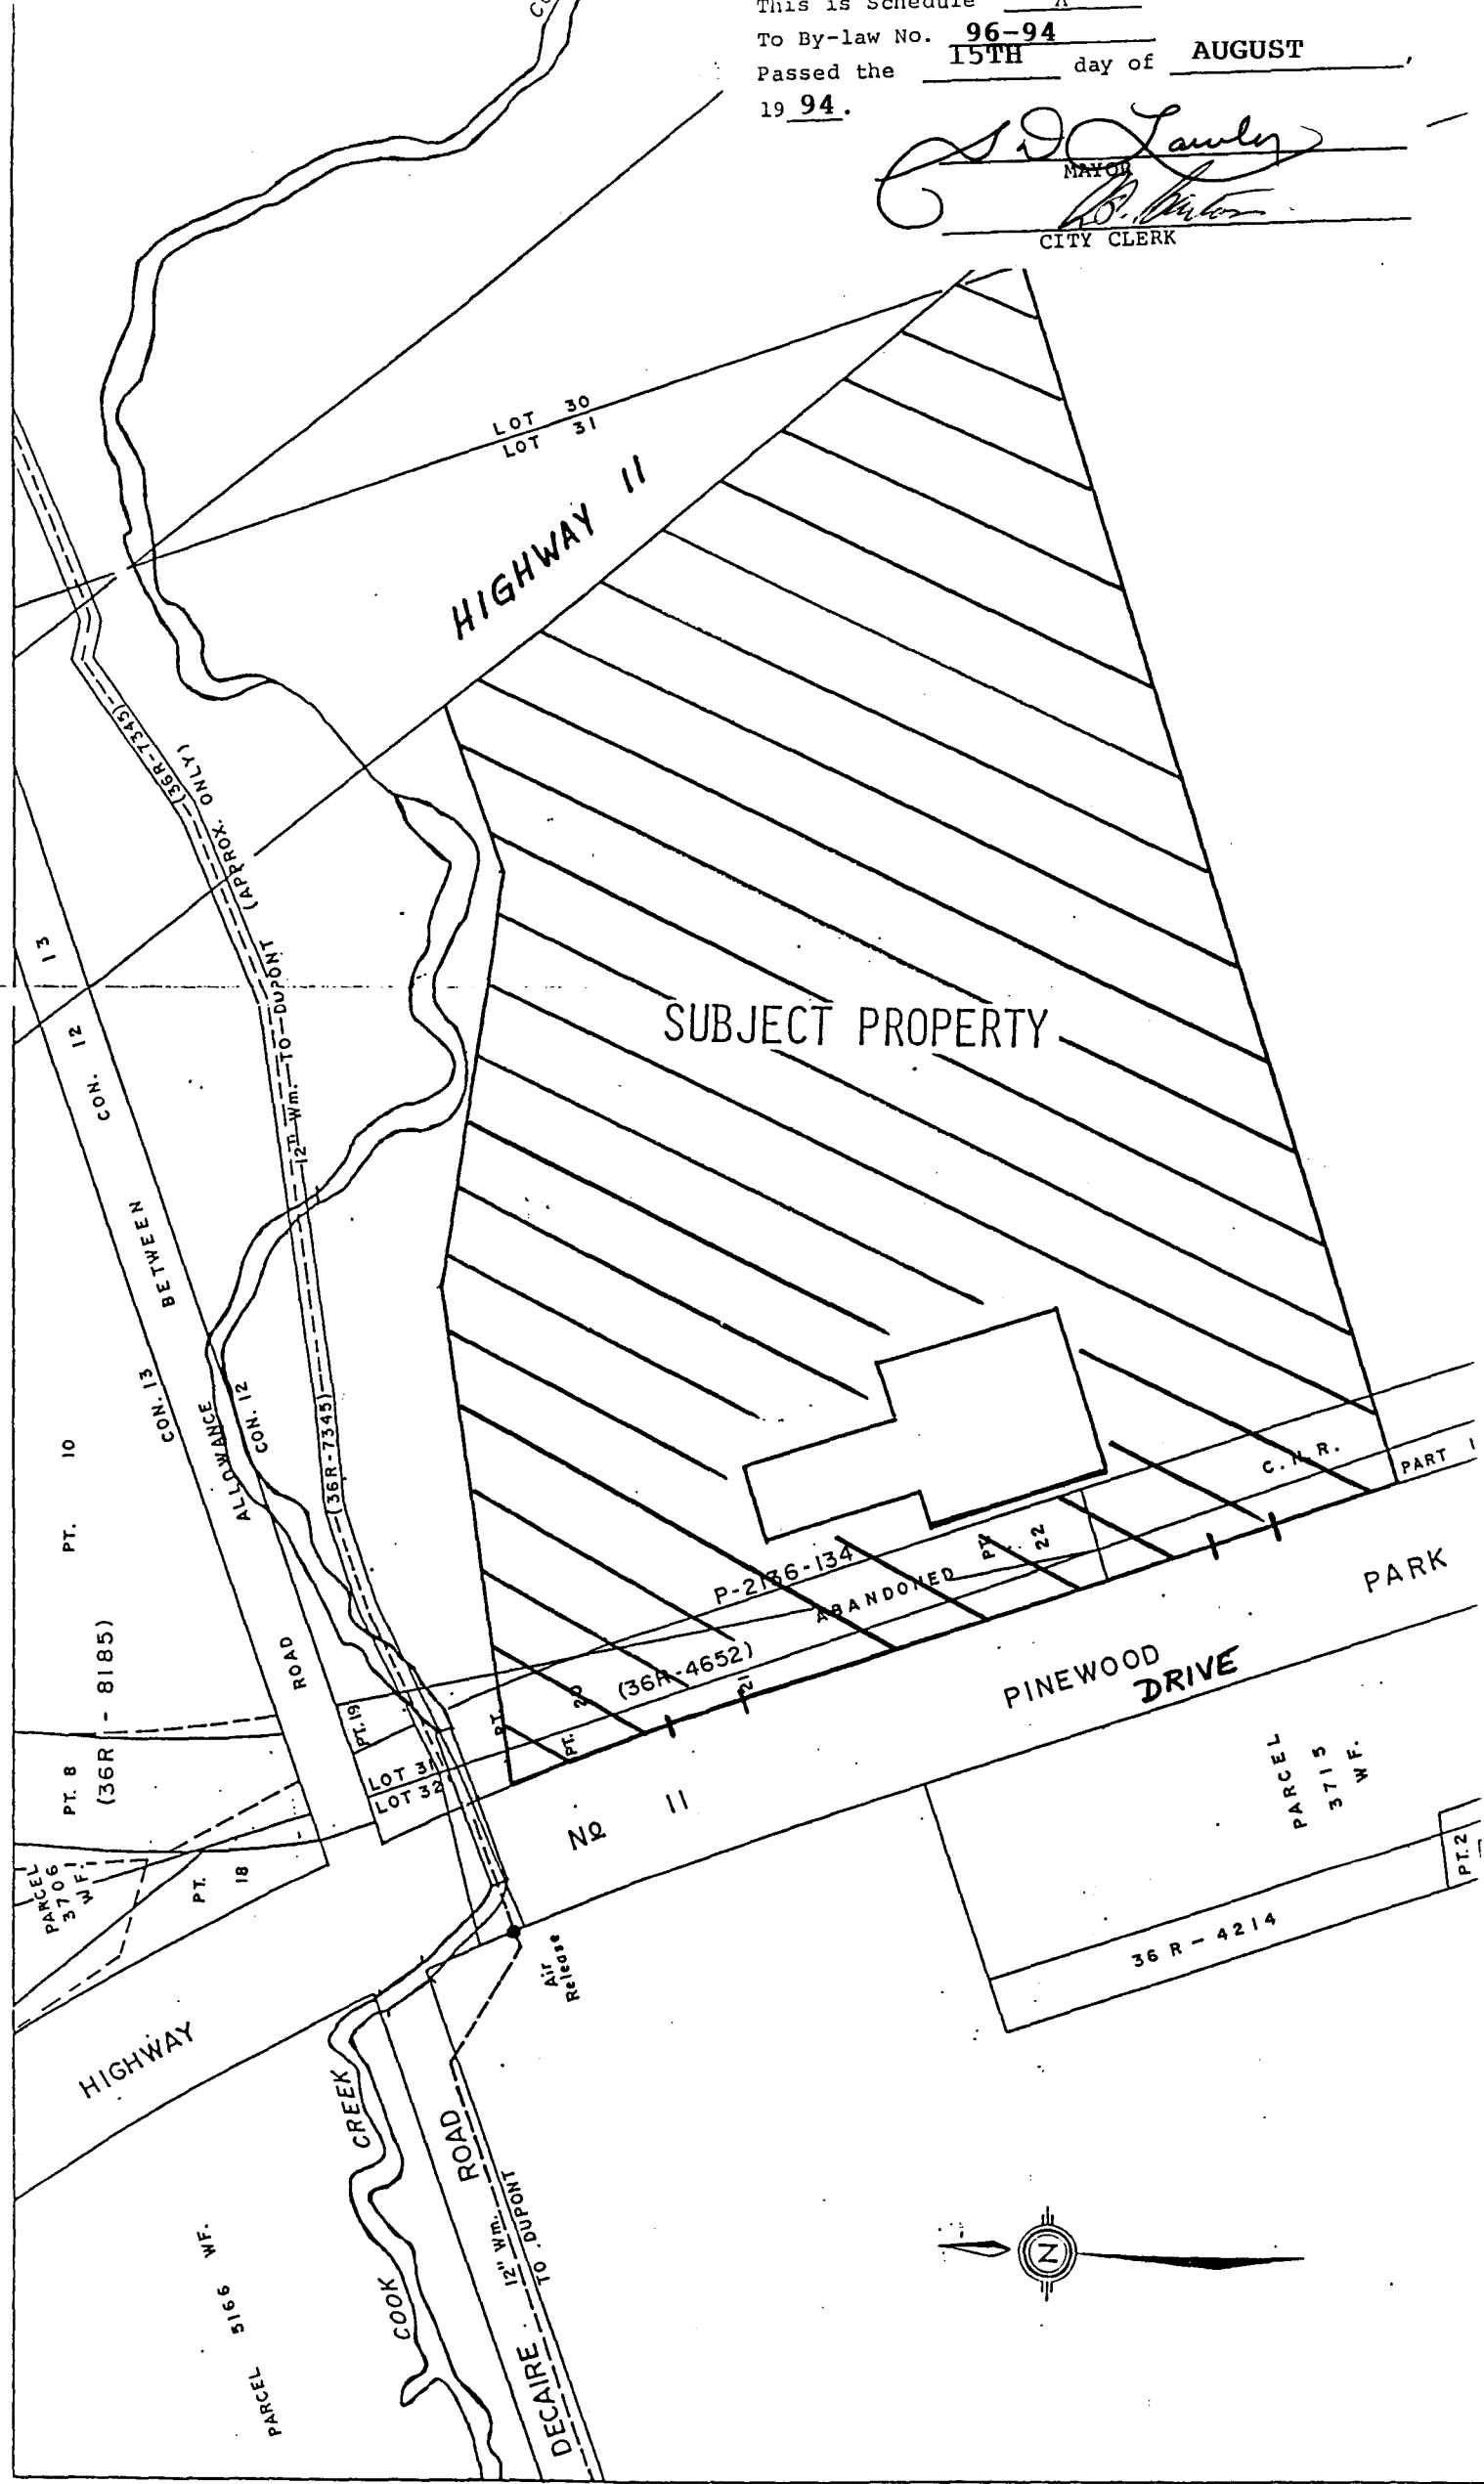 This is Schedule A
To By-law No. 96-94
Passed the 15TH day of AUGUST,
19 94.
MAYOR
CITY CLERK
LOT 30
LOT 31
HIGHWAY 11
(36R-7345)
(APPROX. ONLY)
12" Wm. TO DUPONT
13
CON. 12
CON. 12
SUBJECT PROPERTY
CON. 13
BETWEEN
ALLOWANCE
CON. 12
ROAD
(36R-7345)
PT. 10
PT. 8
(36R - 8185)
PARCEL
3706
WF.
PT. 18
PT. 19
LOT 31
LOT 32
PT.
PT. 20
21
(36R-4652)
P-2136-134
ABANDONED
PT. 22
C.N.R.
PART 1
PARK
PINEWOOD
DRIVE
No 11
PARCEL
3715
WF.
PT. 2
36R-4214
Air
Release
HIGHWAY
COOK CREEK
DECAIRE ROAD
12" Wm.
TO DUPONT
PARCEL 5166 WF.
N